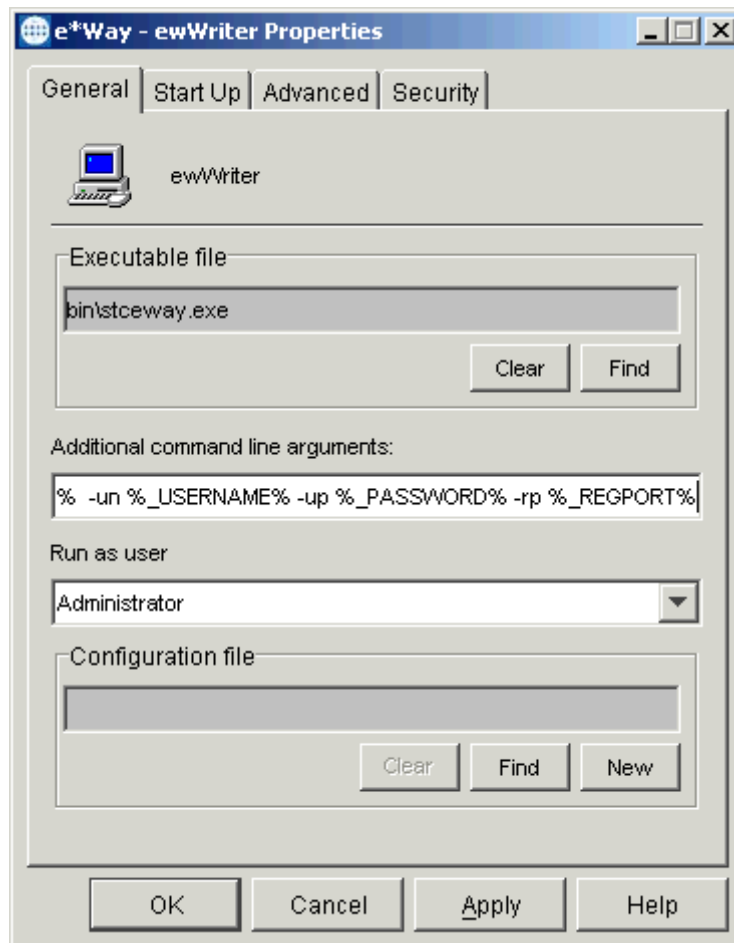 e*Way - ewWriter Properties
General Start Up Advanced Security
ewWriter
Executable file
bin\stceway.exe
Clear Find
Additional command line arguments:
% -un %_USERNAME% -up %_PASSWORD% -rp %_REGPORT%
Run as user
Administrator
Configuration file
Clear Find New
OK Cancel Apply Help